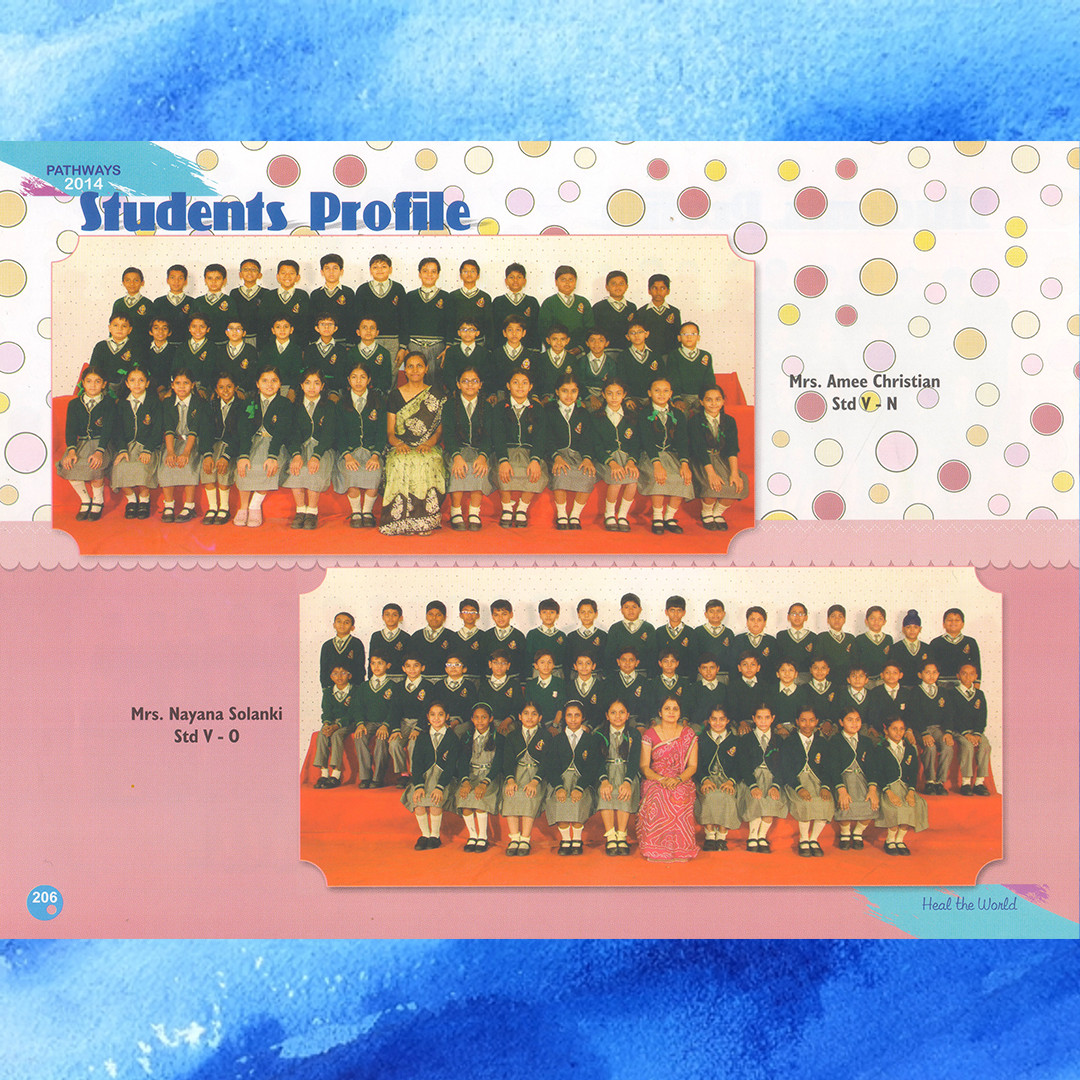 PATHWAYS
2014
Students Profile
Mrs. Amee Christian
Std V - N
Mrs. Nayana Solanki
Std V - O
206
Heal the World